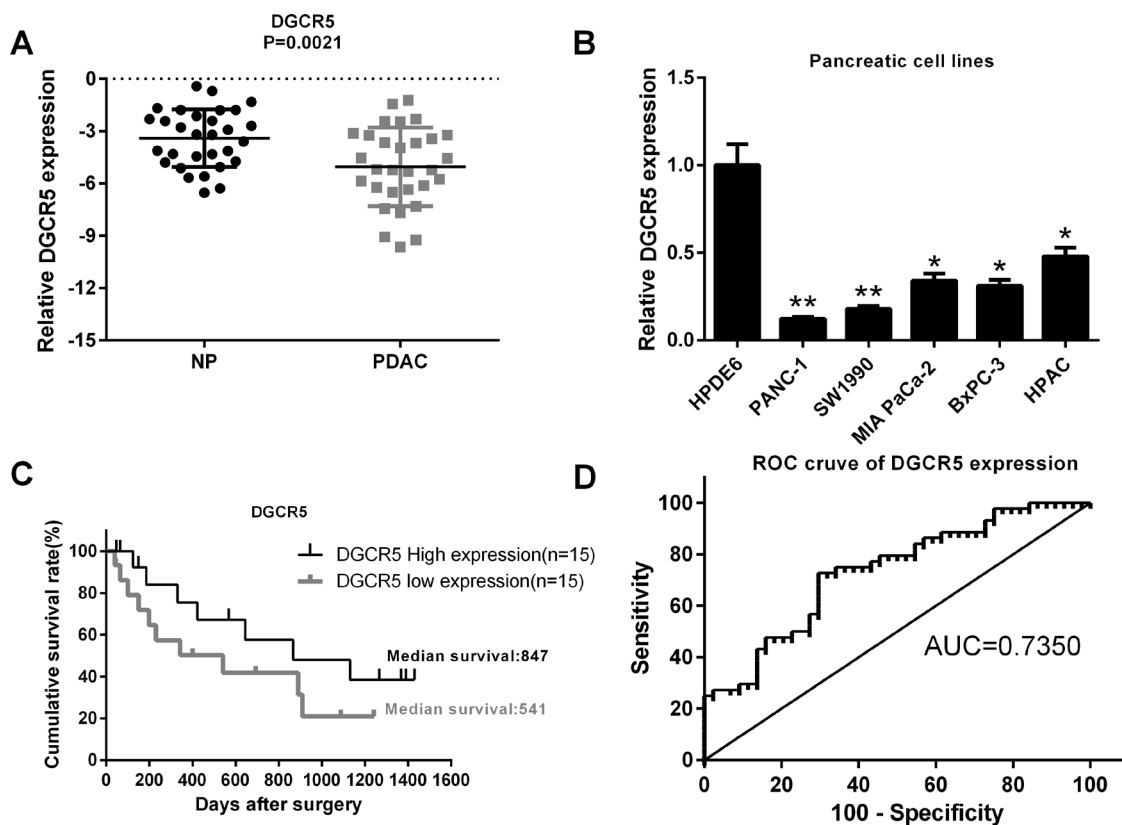 A
DGCR5
P=0.0021
Relative DGCR5 expression
0
-3
-6
-9
-12
-15
NP
PDAC
B
Pancreatic cell lines
Relative DGCR5 expression
1.5
1.0
0.5
0.0
**
**
*
*
*
HPDE6
PANC-1
SW1990
MIA PaCa-2
BxPC-3
HPAC
C
DGCR5
Cumulative survival rate(%)
100
80
60
40
20
0
DGCR5 High expression(n=15)
DGCR5 low expression(n=15)
Median survival:847
Median survival:541
0
200
400
600
800
1000
1200
1400
1600
Days after surgery
D
ROC cruve of DGCR5 expression
Sensitivity
100
80
60
40
20
0
AUC=0.7350
0
20
40
60
80
100
100 - Specificity